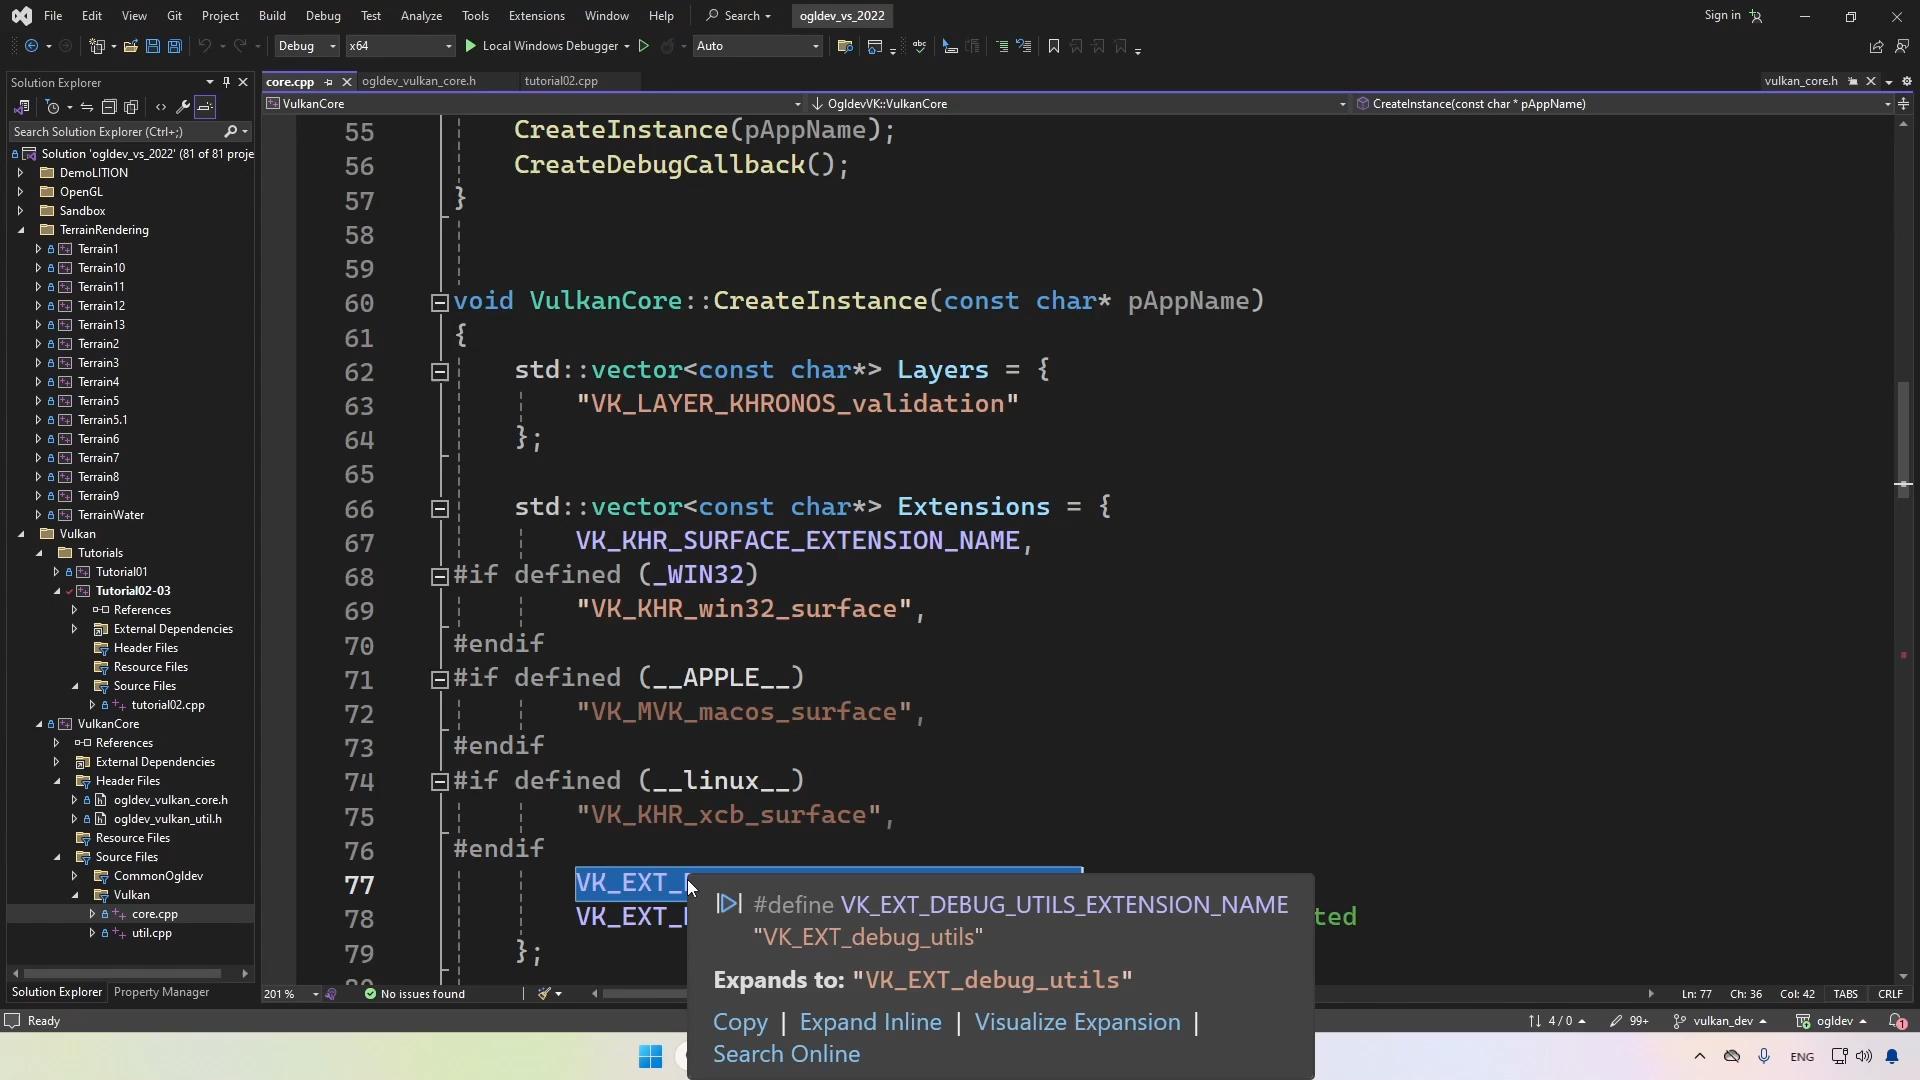 File Edit View Git Project Build Debug Test Analyze Tools Extensions Window Help Search ogldev_vs_2022 Sign in
Debug x64 Local Windows Debugger Auto
Solution Explorer
core.cpp ogldev_vulkan_core.h tutorial02.cpp vulkan_core.h
VulkanCore OgldevVK::VulkanCore CreateInstance(const char * pAppName)
Search Solution Explorer (Ctrl+;)
Solution 'ogldev_vs_2022' (81 of 81 proje
DemoLITION
OpenGL
Sandbox
TerrainRendering
Terrain1
Terrain10
Terrain11
Terrain12
Terrain13
Terrain2
Terrain3
Terrain4
Terrain5
Terrain5.1
Terrain6
Terrain7
Terrain8
Terrain9
TerrainWater
Vulkan
Tutorials
Tutorial01
Tutorial02-03
References
External Dependencies
Header Files
Resource Files
Source Files
tutorial02.cpp
VulkanCore
References
External Dependencies
Header Files
ogldev_vulkan_core.h
ogldev_vulkan_util.h
Resource Files
Source Files
CommonOgldev
Vulkan
core.cpp
util.cpp
Solution Explorer Property Manager
55 CreateInstance(pAppName);
56 CreateDebugCallback();
57 }
58
59
60 void VulkanCore::CreateInstance(const char* pAppName)
61 {
62 std::vector<const char*> Layers = {
63 "VK_LAYER_KHRONOS_validation"
64 };
65
66 std::vector<const char*> Extensions = {
67 VK_KHR_SURFACE_EXTENSION_NAME,
68 #if defined (_WIN32)
69 "VK_KHR_win32_surface",
70 #endif
71 #if defined (__APPLE__)
72 "VK_MVK_macos_surface",
73 #endif
74 #if defined (__linux__)
75 "VK_KHR_xcb_surface",
76 #endif
77 VK_EXT_
78 VK_EXT_ ted
79 };
#define VK_EXT_DEBUG_UTILS_EXTENSION_NAME
"VK_EXT_debug_utils"
Expands to: "VK_EXT_debug_utils"
Copy | Expand Inline | Visualize Expansion |
Search Online
201 % No issues found Ln: 77 Ch: 36 Col: 42 TABS CRLF
Ready 4 / 0 99+ vulkan_dev ogldev 1
ENG